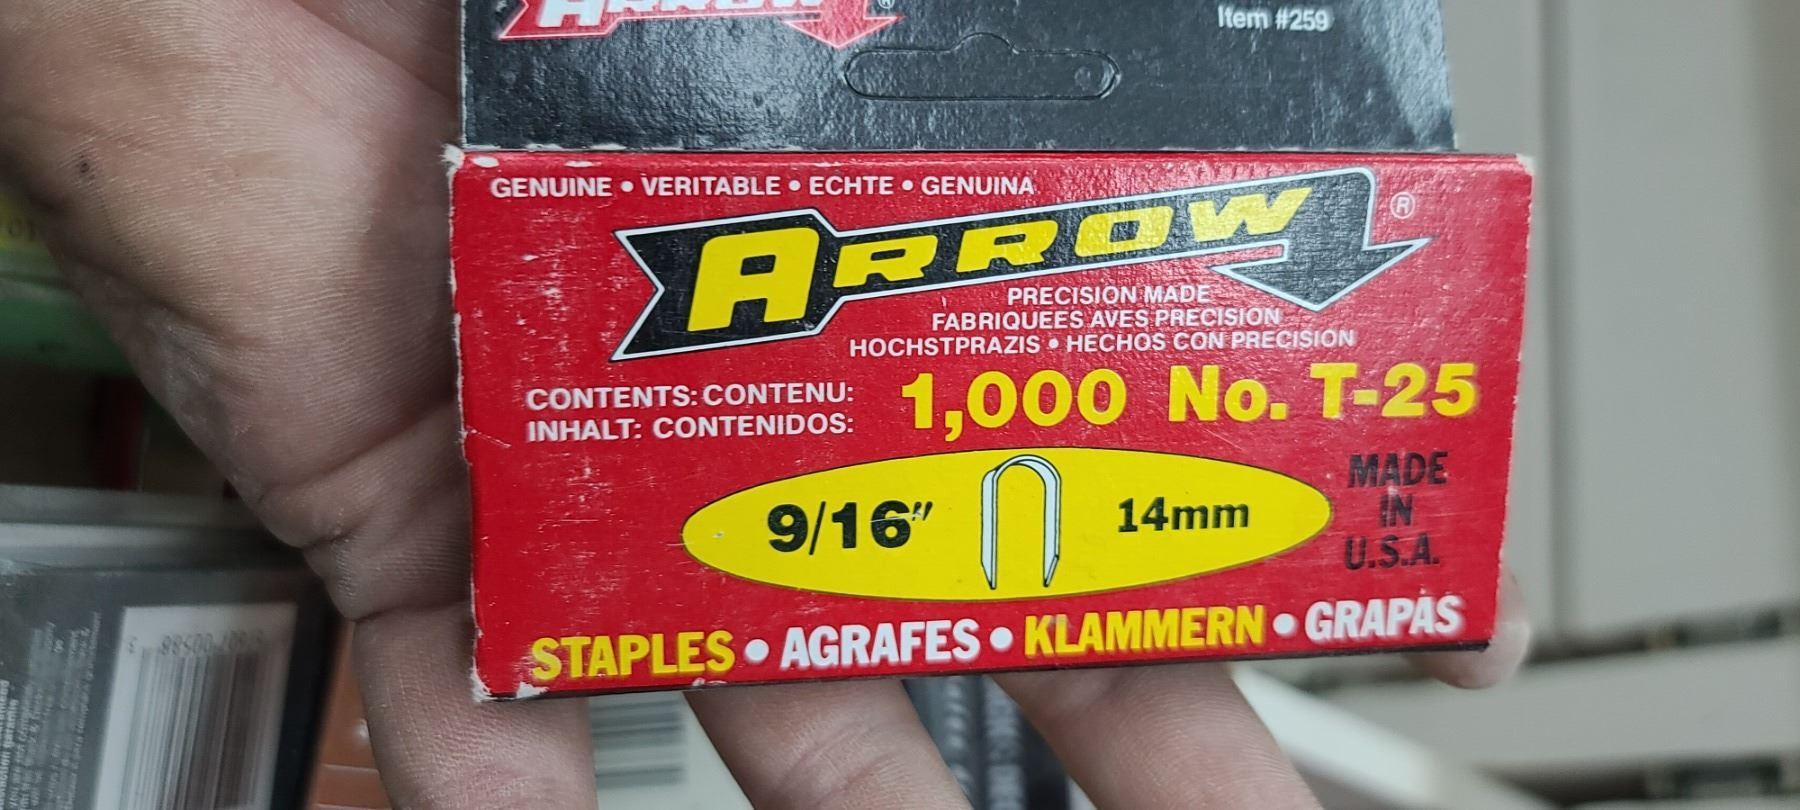 ARROW ®
Item #259
GENUINE • VERITABLE • ECHTE • GENUINA
ARROW ®
PRECISION MADE
FABRIQUEES AVES PRECISION
HOCHSTPRAZIS • HECHOS CON PRECISION
CONTENTS: CONTENU:
INHALT: CONTENIDOS:
1,000 No. T-25
9/16" 14mm
MADE
IN
U.S.A.
STAPLES • AGRAFES • KLAMMERN • GRAPAS